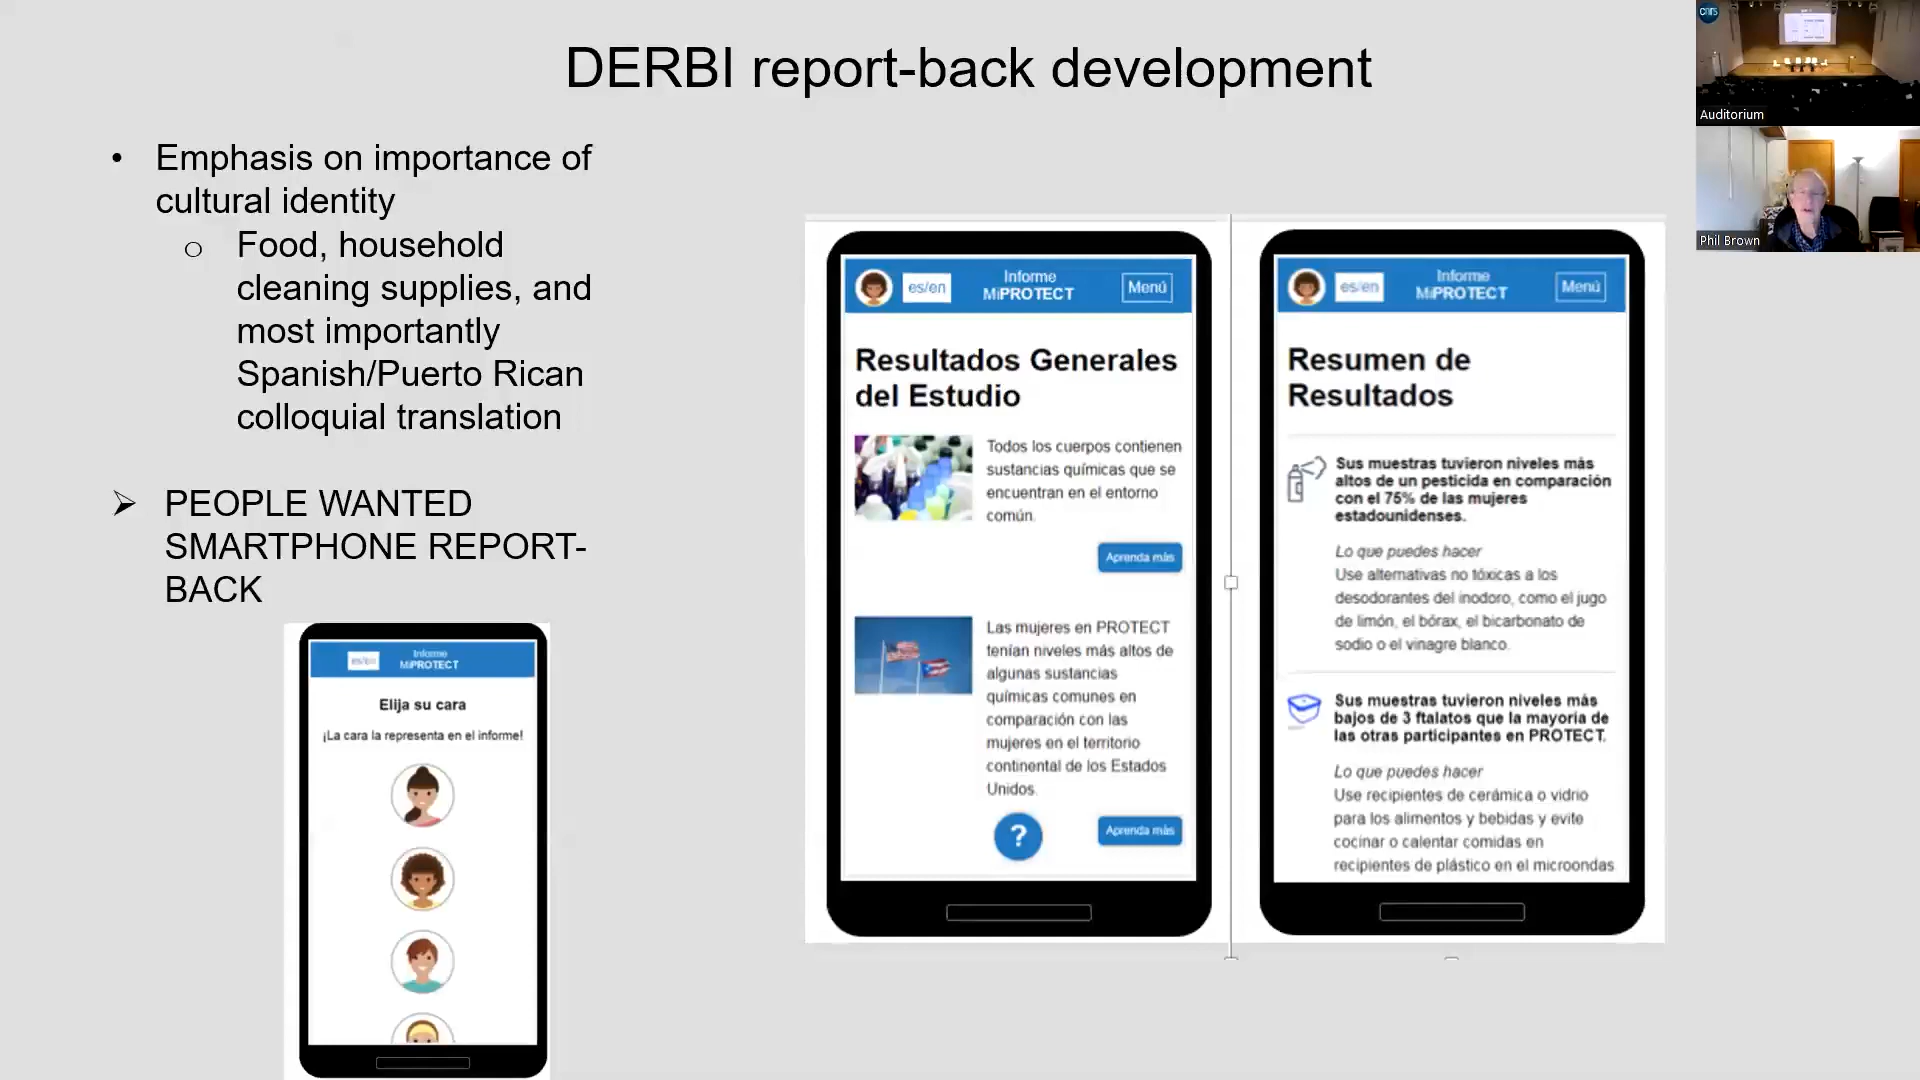 DERBI report-back development
• Emphasis on importance of
cultural identity
o Food, household
cleaning supplies, and
most importantly
Spanish/Puerto Rican
colloquial translation
➢ PEOPLE WANTED
SMARTPHONE REPORT-
BACK
es/en
Informe
MiPROTECT
Elija su cara
¡La cara la representa en el informe!
es/en
Informe
MiPROTECT
Menú
Resultados Generales
del Estudio
Todos los cuerpos contienen
sustancias químicas que se
encuentran en el entorno
común.
Aprenda más
Las mujeres en PROTECT
tenían niveles más altos de
algunas sustancias
químicas comunes en
comparación con las
mujeres en el territorio
continental de los Estados
Unidos.
?
Aprenda más
es/en
Informe
MiPROTECT
Menú
Resumen de
Resultados
Sus muestras tuvieron niveles más
altos de un pesticida en comparación
con el 75% de las mujeres
estadounidenses.
Lo que puedes hacer
Use alternativas no tóxicas a los
desodorantes del inodoro, como el jugo
de limón, el bórax, el bicarbonato de
sodio o el vinagre blanco.
Sus muestras tuvieron niveles más
bajos de 3 ftalatos que la mayoría de
las otras participantes en PROTECT.
Lo que puedes hacer
Use recipientes de cerámica o vidrio
para los alimentos y bebidas y evite
cocinar o calentar comidas en
recipientes de plástico en el microondas
cnrs
Auditorium
Phil Brown